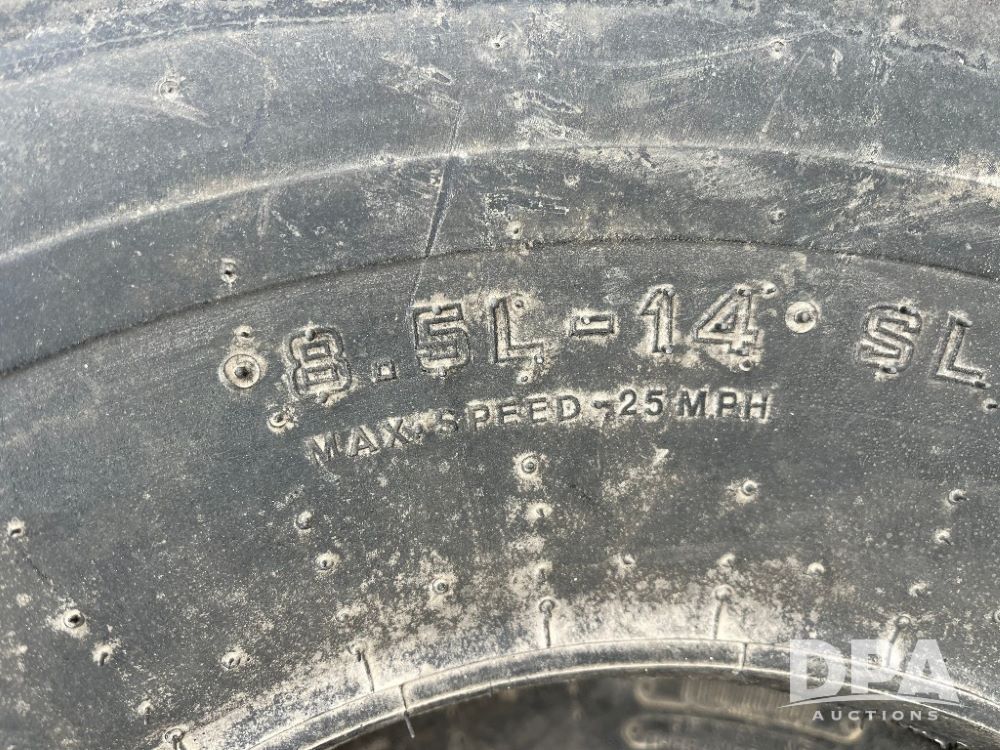 8.5L-14 SL
MAX. SPEED -25 MPH
DPA
AUCTIONS